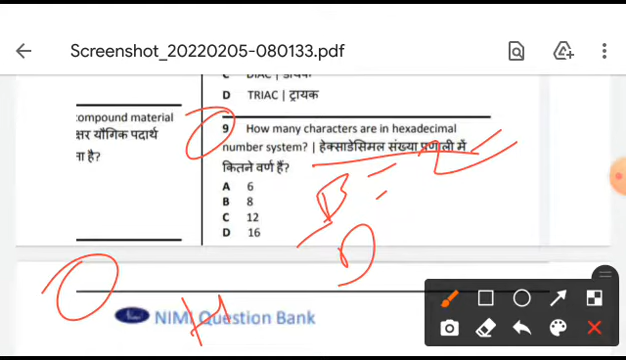 Screenshot_20220205-080133.pdf
D TRIAC | ट्रायक
compound material
क्षर यौगिक पदार्थ
ना है?
9 How many characters are in hexadecimal
number system? | हेक्साडेसिमल संख्या प्रणाली में
कितने वर्ण हैं?
A 6
B 8
C 12
D 16
B =
D
H
NIMI Question Bank